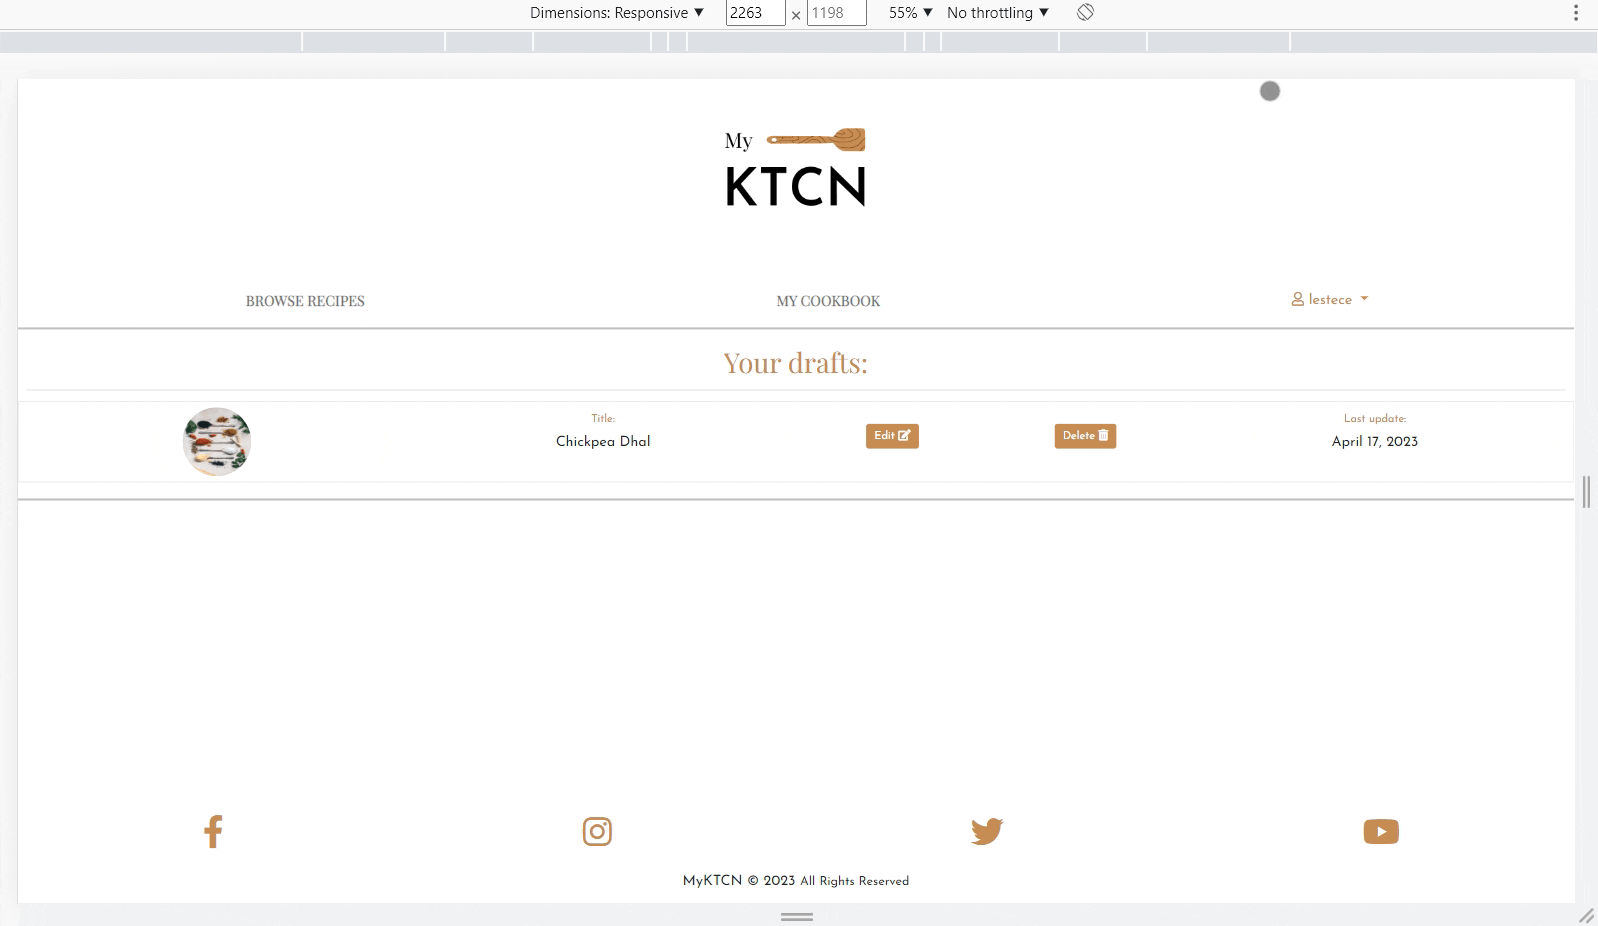 Dimensions: Responsive ▼ 2263 × 1198 55% ▼ No throttling ▼
My
KTCN
BROWSE RECIPES MY COOKBOOK lestece
Your drafts:
Title: Last update:
Chickpea Dhal Edit Delete April 17, 2023
MyKTCN © 2023 All Rights Reserved